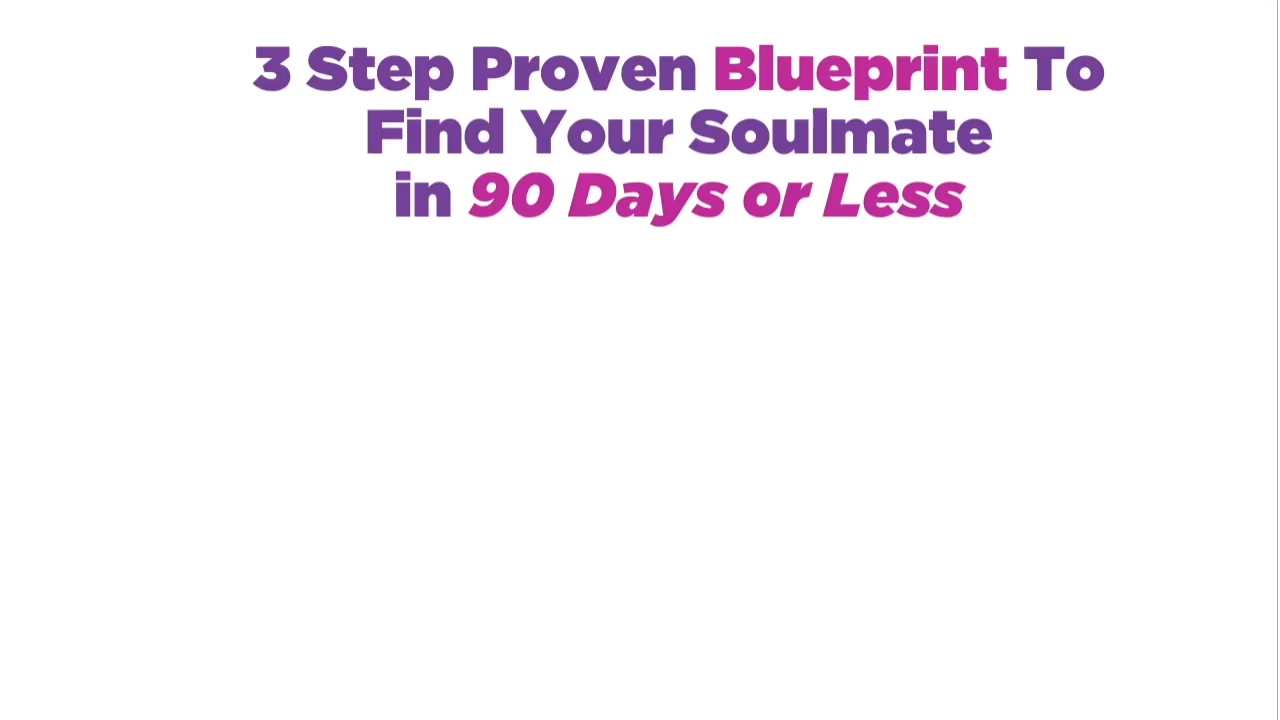 3 Step Proven Blueprint To
Find Your Soulmate
in 90 Days or Less